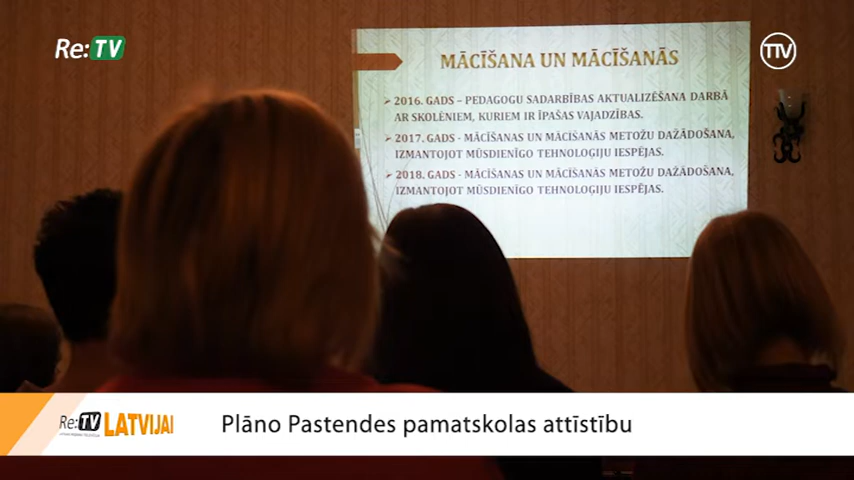 Re:TV
TTV
MĀCĪŠANA UN MĀCĪŠANĀS
➢ 2016. GADS – PEDAGOGU SADARBĪBAS AKTUALIZĒŠANA DARBĀ
AR SKOLĒNIEM, KURIEM IR ĪPAŠAS VAJADZĪBAS.
➢ 2017. GADS - MĀCĪŠANAS UN MĀCĪŠANĀS METOŽU DAŽĀDOŠANA,
IZMANTOJOT MŪSDIENĪGO TEHNOLOĢIJU IESPĒJAS.
➢ 2018. GADS - MĀCĪŠANAS UN MĀCĪŠANĀS METOŽU DAŽĀDOŠANA,
IZMANTOJOT MŪSDIENĪGO TEHNOLOĢIJU IESPĒJAS.
Re:TV LATVIJAI
Plāno Pastendes pamatskolas attīstību